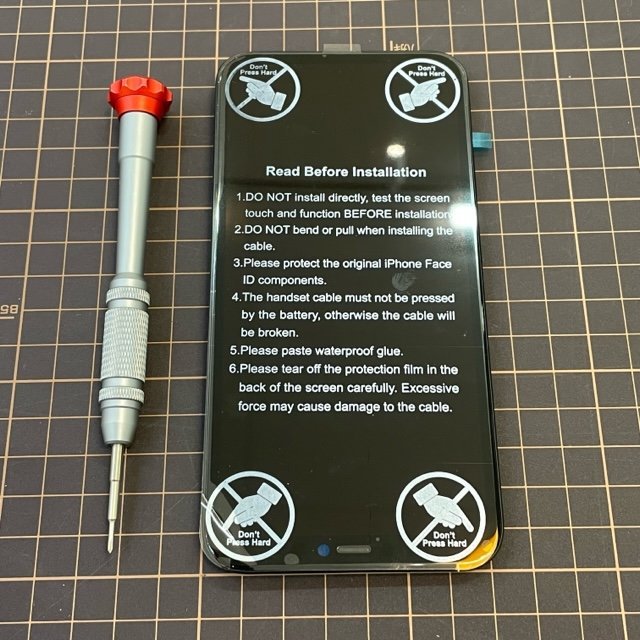 Don't
Press Hard
Don't
Press Hard
Read Before Installation
1.DO NOT install directly, test the screen
touch and function BEFORE installation
2.DO NOT bend or pull when installing the
cable.
3.Please protect the original iPhone Face
ID components.
4.The handset cable must not be pressed
by the battery, otherwise the cable will
be broken.
5.Please paste waterproof glue.
6.Please tear off the protection film in the
back of the screen carefully. Excessive
force may cause damage to the cable.
Don't
Press Hard
Don't
Press Hard